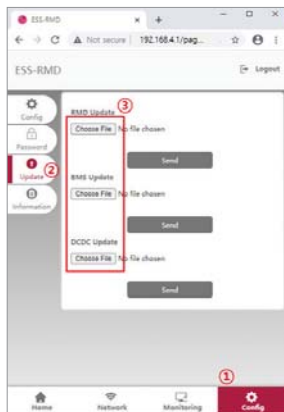 ESS-RMD
Not secure | 192.168.4.1/pag...
ESS-RMD
Logout
Config
Password
Update
Information
②
③
RMD Update
Choose File No file chosen
Send
BMS Update
Choose File No file chosen
Send
DCDC Update
Choose File No file chosen
Send
①
Home
Network
Monitoring
Config